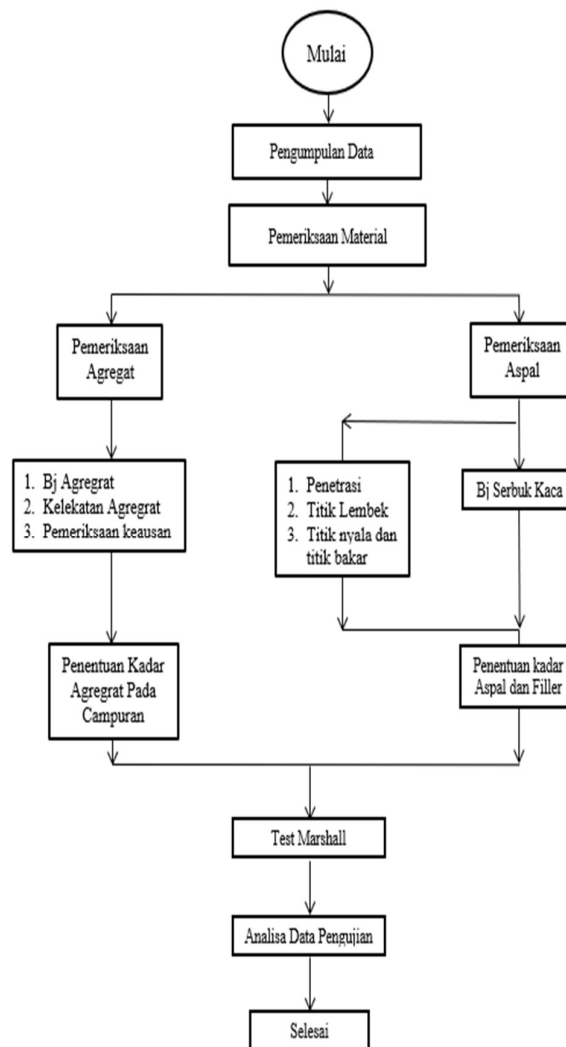 Mulai
Pengumpulan Data
Pemeriksaan Material
Pemeriksaan
Agregat
Pemeriksaan
Aspal
1. Bj Agregrat
2. Kelekatan Agregrat
3. Pemeriksaan keausan
1. Penetrasi
2. Titik Lembek
3. Titik nyala dan
titik bakar
Bj Serbuk Kaca
Penentuan Kadar
Agregrat Pada
Campuran
Penentuan kadar
Aspal dan Filler
Test Marshall
Analisa Data Pengujian
Selesai